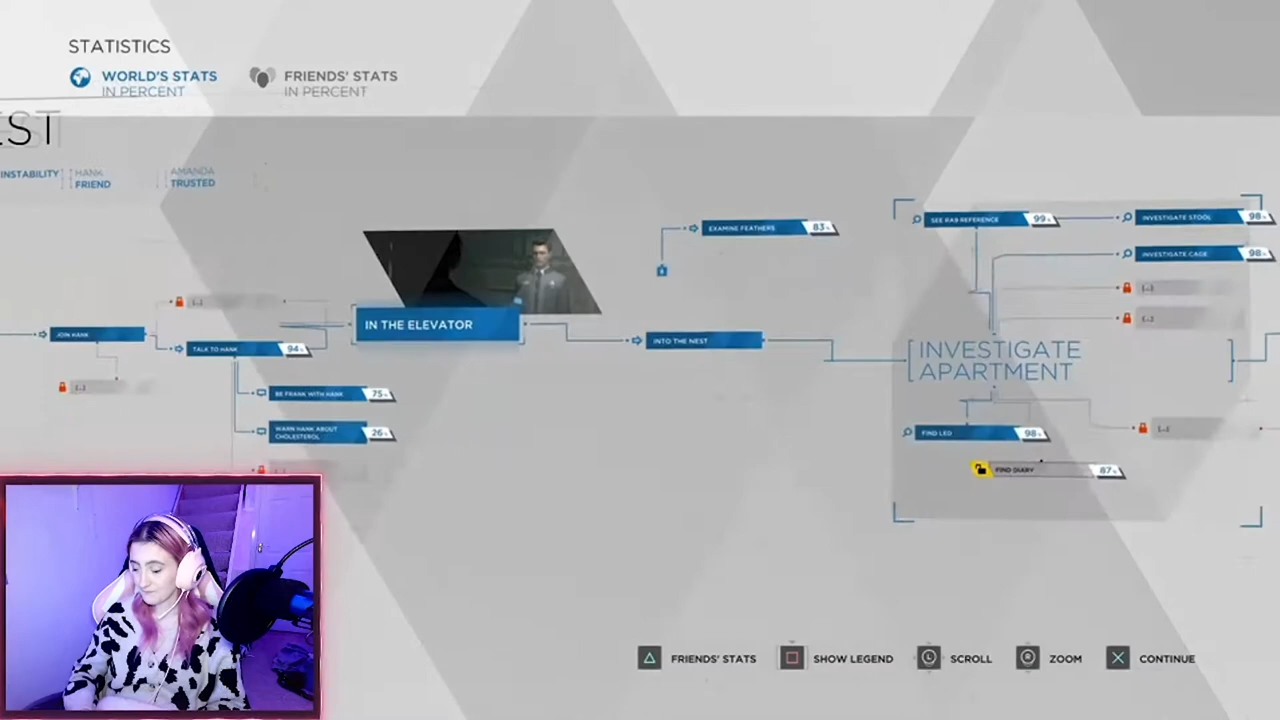 STATISTICS
WORLD'S STATS
IN PERCENT
FRIENDS' STATS
IN PERCENT
EST
INSTABILITY
HANK
FRIEND
AMANDA
TRUSTED
JOIN HANK
[...]
[...]
TALK TO HANK 94%
BE FRANK WITH HANK 75%
WARN HANK ABOUT
CHOLESTEROL 26%
IN THE ELEVATOR
EXAMINE FEATHERS 83%
INTO THE NEST
SEE RA9 REFERENCE 99%
INVESTIGATE STOOL 98%
INVESTIGATE CAGE 98%
[...]
[...]
INVESTIGATE
APARTMENT
FIND LED 98%
[...]
FIND DIARY 87%
FRIENDS' STATS
SHOW LEGEND
SCROLL
ZOOM
CONTINUE